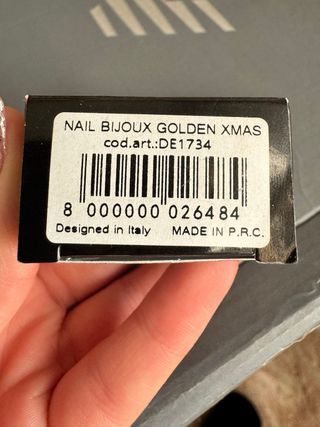 NAIL BIJOUX GOLDEN XMAS
cod.art.:DE1734
8 000000 026484
Designed in Italy MADE IN P.R.C.